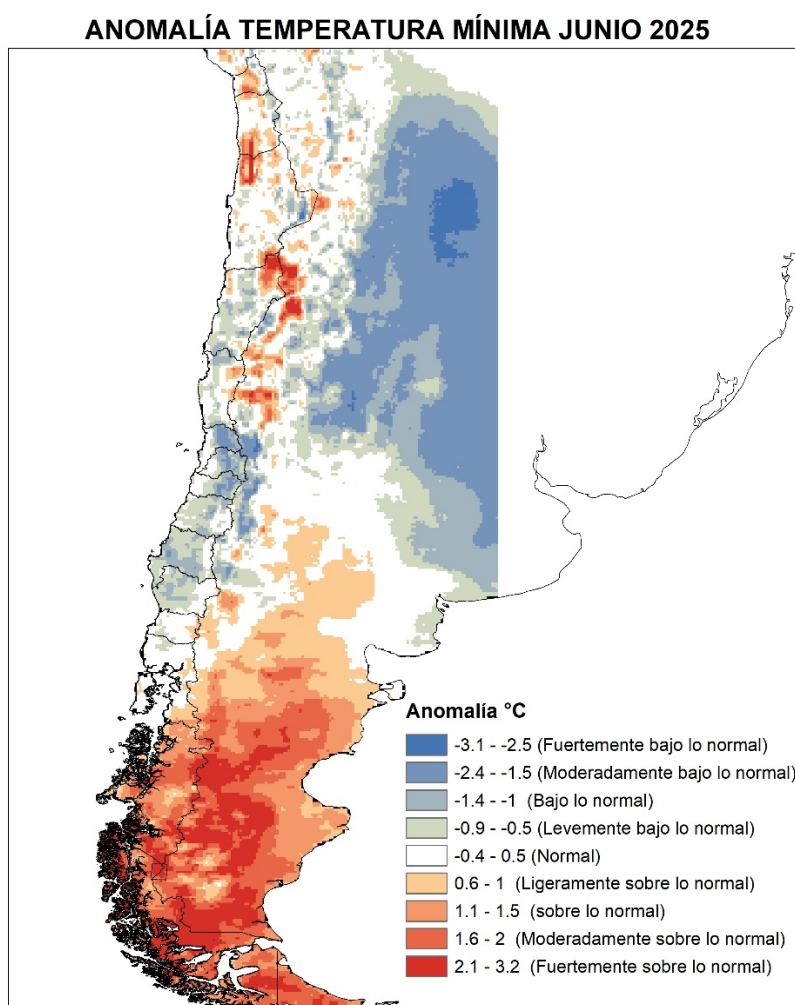 ANOMALÍA TEMPERATURA MÍNIMA JUNIO 2025
Anomalía °C
-3.1 - -2.5 (Fuertemente bajo lo normal)
-2.4 - -1.5 (Moderadamente bajo lo normal)
-1.4 - -1 (Bajo lo normal)
-0.9 - -0.5 (Levemente bajo lo normal)
-0.4 - 0.5 (Normal)
0.6 - 1 (Ligeramente sobre lo normal)
1.1 - 1.5 (sobre lo normal)
1.6 - 2 (Moderadamente sobre lo normal)
2.1 - 3.2 (Fuertemente sobre lo normal)